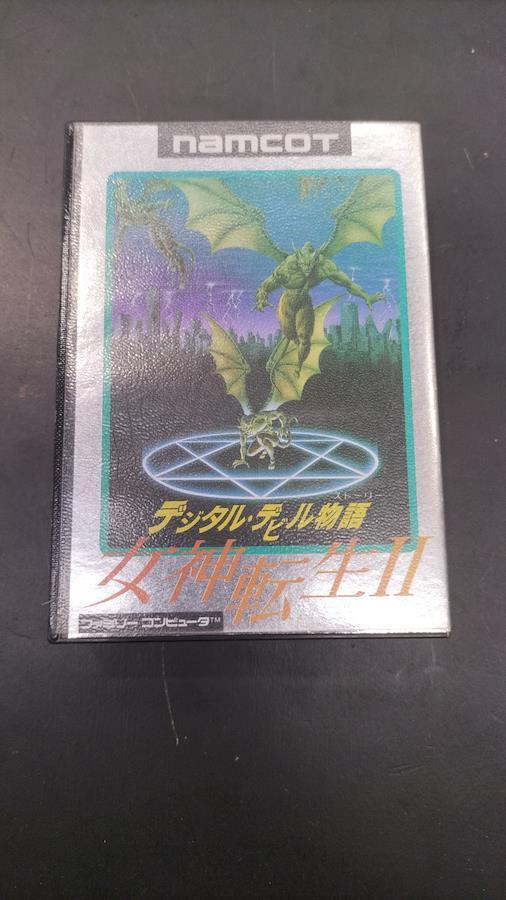 namcot
ストーリー
デジタル・デビル物語
女神転生II
ファミリー コンピュータ™